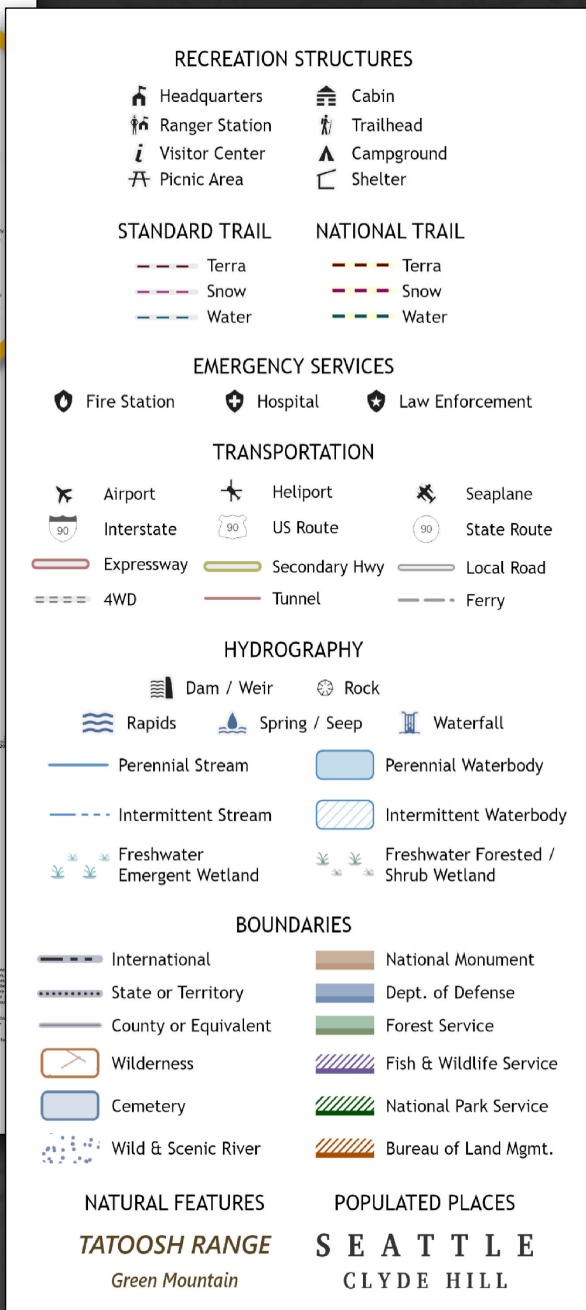 RECREATION STRUCTURES
Headquarters Cabin
Ranger Station Trailhead
Visitor Center Campground
Picnic Area Shelter
STANDARD TRAIL NATIONAL TRAIL
Terra Terra
Snow Snow
Water Water
EMERGENCY SERVICES
Fire Station Hospital Law Enforcement
TRANSPORTATION
Airport Heliport Seaplane
90 Interstate 90 US Route 90 State Route
Expressway Secondary Hwy Local Road
4WD Tunnel Ferry
HYDROGRAPHY
Dam / Weir Rock
Rapids Spring / Seep Waterfall
Perennial Stream Perennial Waterbody
Intermittent Stream Intermittent Waterbody
Freshwater Freshwater Forested /
Emergent Wetland Shrub Wetland
BOUNDARIES
International National Monument
State or Territory Dept. of Defense
County or Equivalent Forest Service
Wilderness Fish & Wildlife Service
Cemetery National Park Service
Wild & Scenic River Bureau of Land Mgmt.
NATURAL FEATURES POPULATED PLACES
TATOOSH RANGE SEATTLE
Green Mountain CLYDE HILL